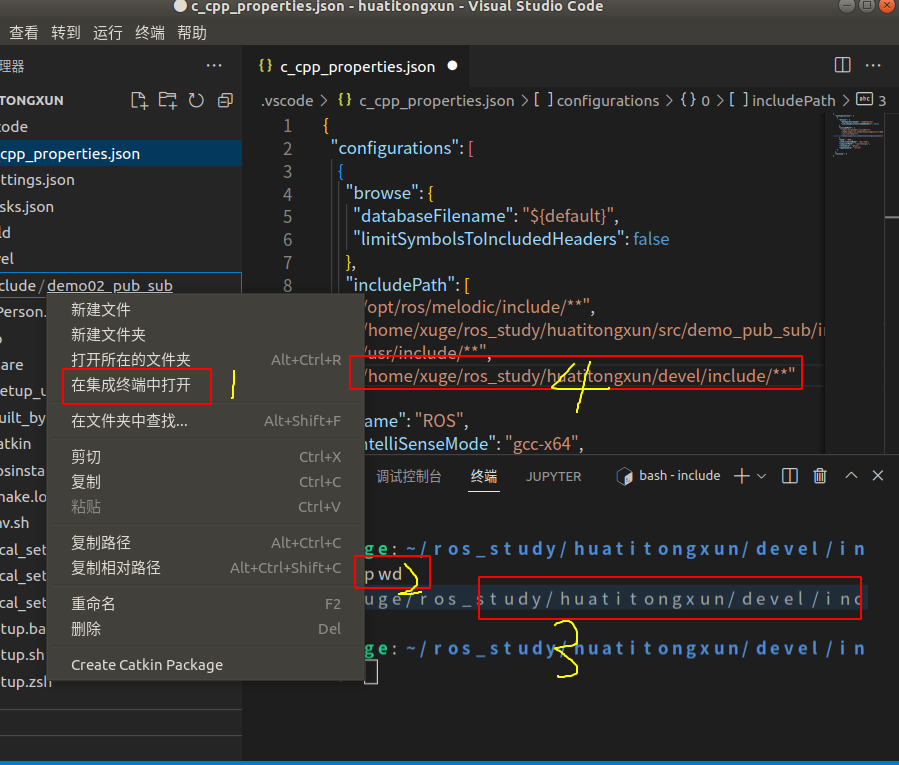 c_cpp_properties.json - huatitongxun - Visual Studio Code
查看 转到 运行 终端 帮助
理器 ···
c_cpp_properties.json
TONGXUN
.vscode > {} c_cpp_properties.json > [ ] configurations > {} 0 > [ ] includePath > abc 3
code
cpp_properties.json
ttings.json
sks.json
ld
vel
clude / demo02_pub_sub
1 {
2 "configurations": [
3 {
4 "browse": {
5 "databaseFilename": "${default}",
6 "limitSymbolsToIncludedHeaders": false
7 },
8 "includePath": [
/opt/ros/melodic/include/**",
/home/xuge/ros_study/huatitongxun/src/demo_pub_sub/in
/usr/include/**",
/home/xuge/ros_study/huatitongxun/devel/include/**"
ame": "ROS",
ntelliSenseMode": "gcc-x64",
Person.
are
etup_u
uilt_by
atkin
osinsta
make.lo
nv.sh
cal_set
cal_set
cal_set
tup.ba
tup.sh
tup.zsh
新建文件
新建文件夹
打开所在的文件夹 Alt+Ctrl+R
在集成终端中打开
在文件夹中查找... Alt+Shift+F
剪切 Ctrl+X
复制 Ctrl+C
粘贴 Ctrl+V
复制路径 Alt+Ctrl+C
复制相对路径 Alt+Ctrl+Shift+C
重命名 F2
删除 Del
Create Catkin Package
1
4
调试控制台 终端 JUPYTER bash - include
ge:~/ros_study/huatitongxun/devel/in
pwd
2
uge/ros_study/huatitongxun/devel/inc
3
ge:~/ros_study/huatitongxun/devel/in